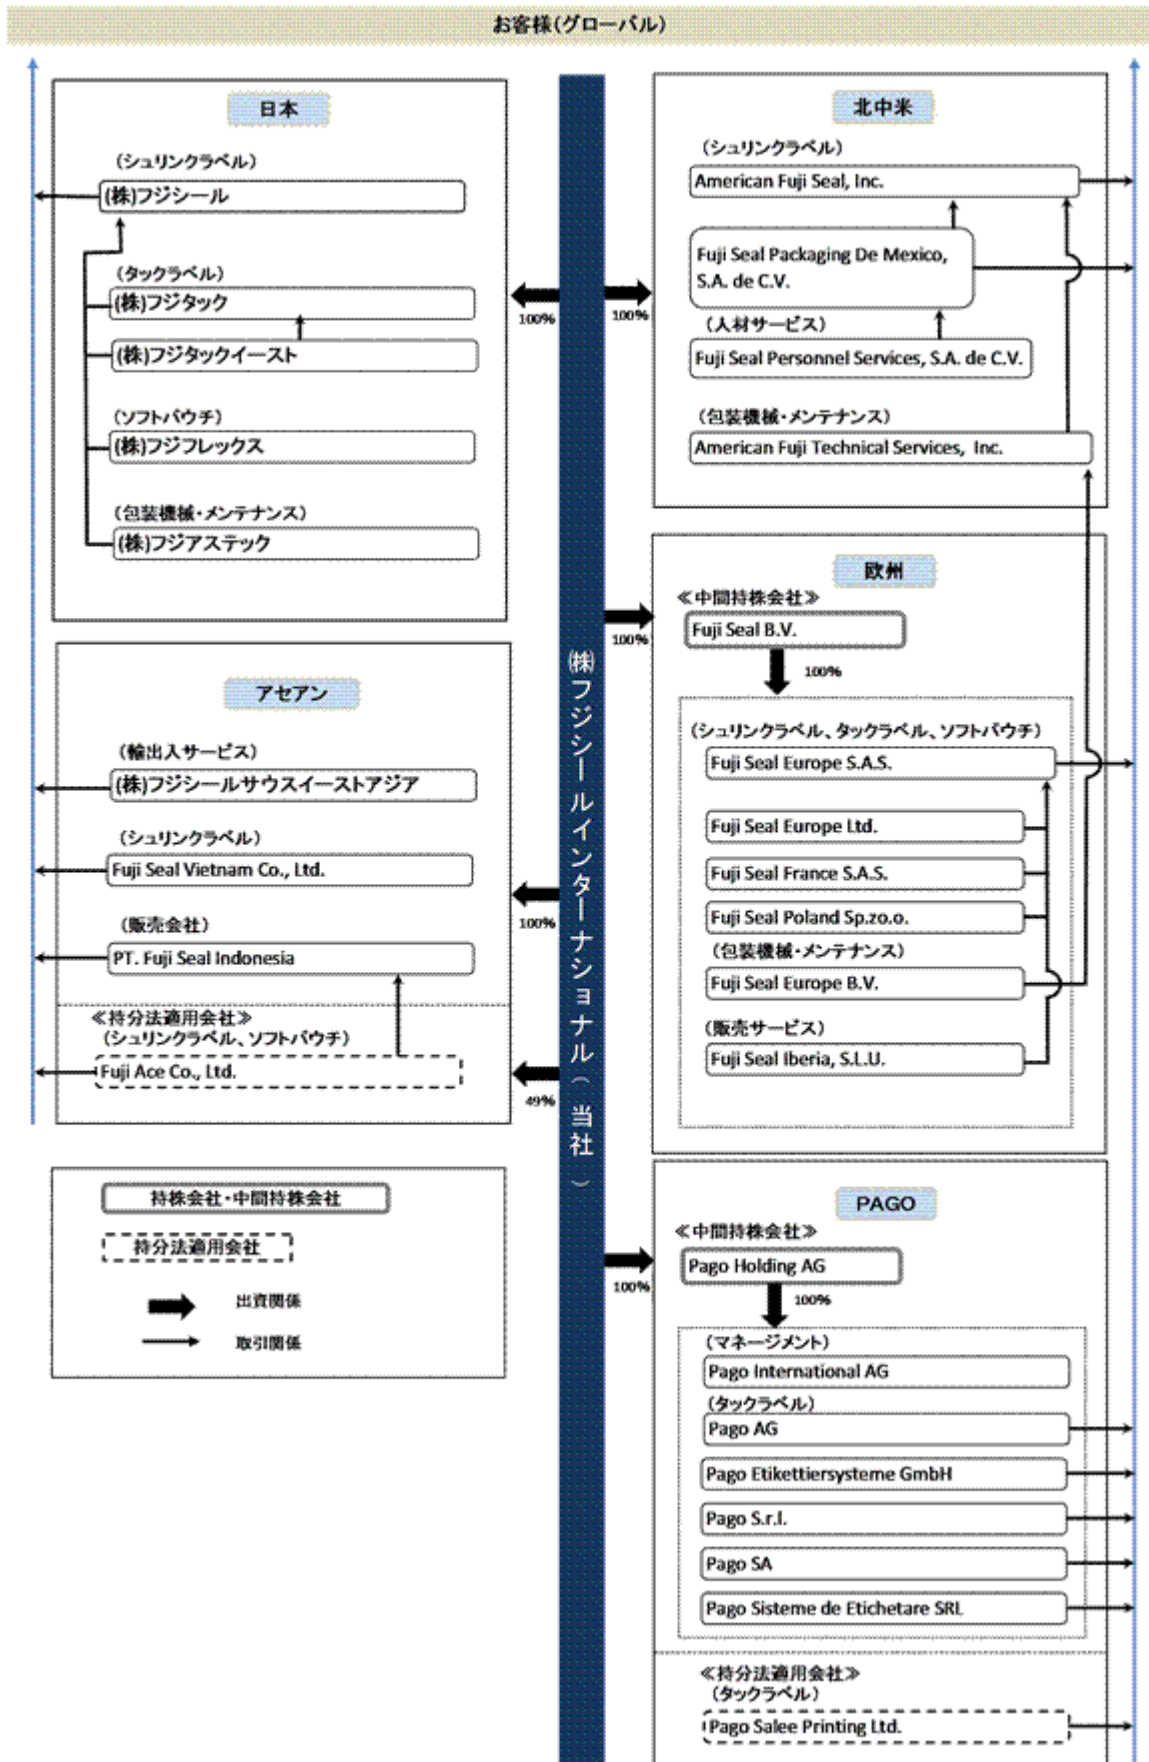 お客様(グローバル)
日本
(シュリンクラベル)
(株)フジシール
(タックラベル)
(株)フジタック
(株)フジタックイースト
(ソフトパウチ)
(株)フジフレックス
(包装機械・メンテナンス)
(株)フジアステック
100%
アセアン
(輸出入サービス)
(株)フジシールサウスイーストアジア
(シュリンクラベル)
Fuji Seal Vietnam Co., Ltd.
(販売会社)
PT. Fuji Seal Indonesia
100%
≪持分法適用会社≫
(シュリンクラベル、ソフトパウチ)
Fuji Ace Co., Ltd.
49%
持株会社・中間持株会社
持分法適用会社
出資関係
取引関係
㈱フジシールインターナショナル(当社)
北中米
(シュリンクラベル)
American Fuji Seal, Inc.
Fuji Seal Packaging De Mexico,
S.A. de C.V.
(人材サービス)
Fuji Seal Personnel Services, S.A. de C.V.
(包装機械・メンテナンス)
American Fuji Technical Services, Inc.
100%
欧州
≪中間持株会社≫
Fuji Seal B.V.
100%
100%
(シュリンクラベル、タックラベル、ソフトパウチ)
Fuji Seal Europe S.A.S.
Fuji Seal Europe Ltd.
Fuji Seal France S.A.S.
Fuji Seal Poland Sp.zo.o.
(包装機械・メンテナンス)
Fuji Seal Europe B.V.
(販売サービス)
Fuji Seal Iberia, S.L.U.
PAGO
≪中間持株会社≫
Pago Holding AG
100%
100%
(マネージメント)
Pago International AG
(タックラベル)
Pago AG
Pago Etikettiersysteme GmbH
Pago S.r.l.
Pago SA
Pago Sisteme de Etichetare SRL
≪持分法適用会社≫
(タックラベル)
Pago Salee Printing Ltd.